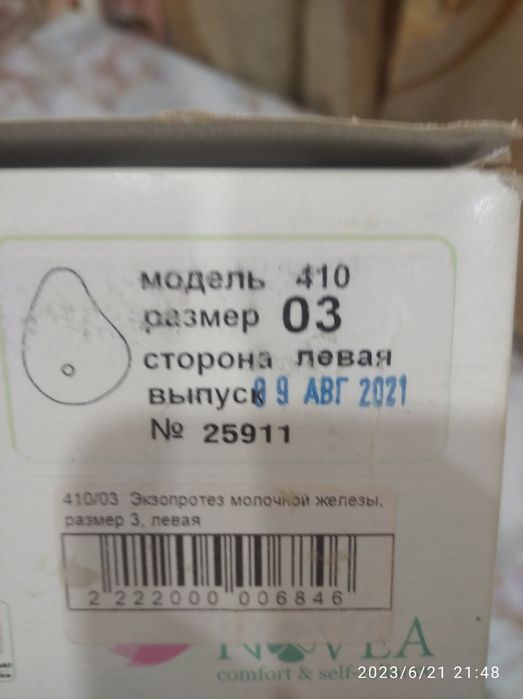 модель 410
размер 03
сторона левая
выпуск 09 АВГ 2021
№ 25911
410/03 Экзопротез молочной железы,
размер 3, левая
2 222000 006846
NOVEA
comfort & self-
2023/6/21 21:48